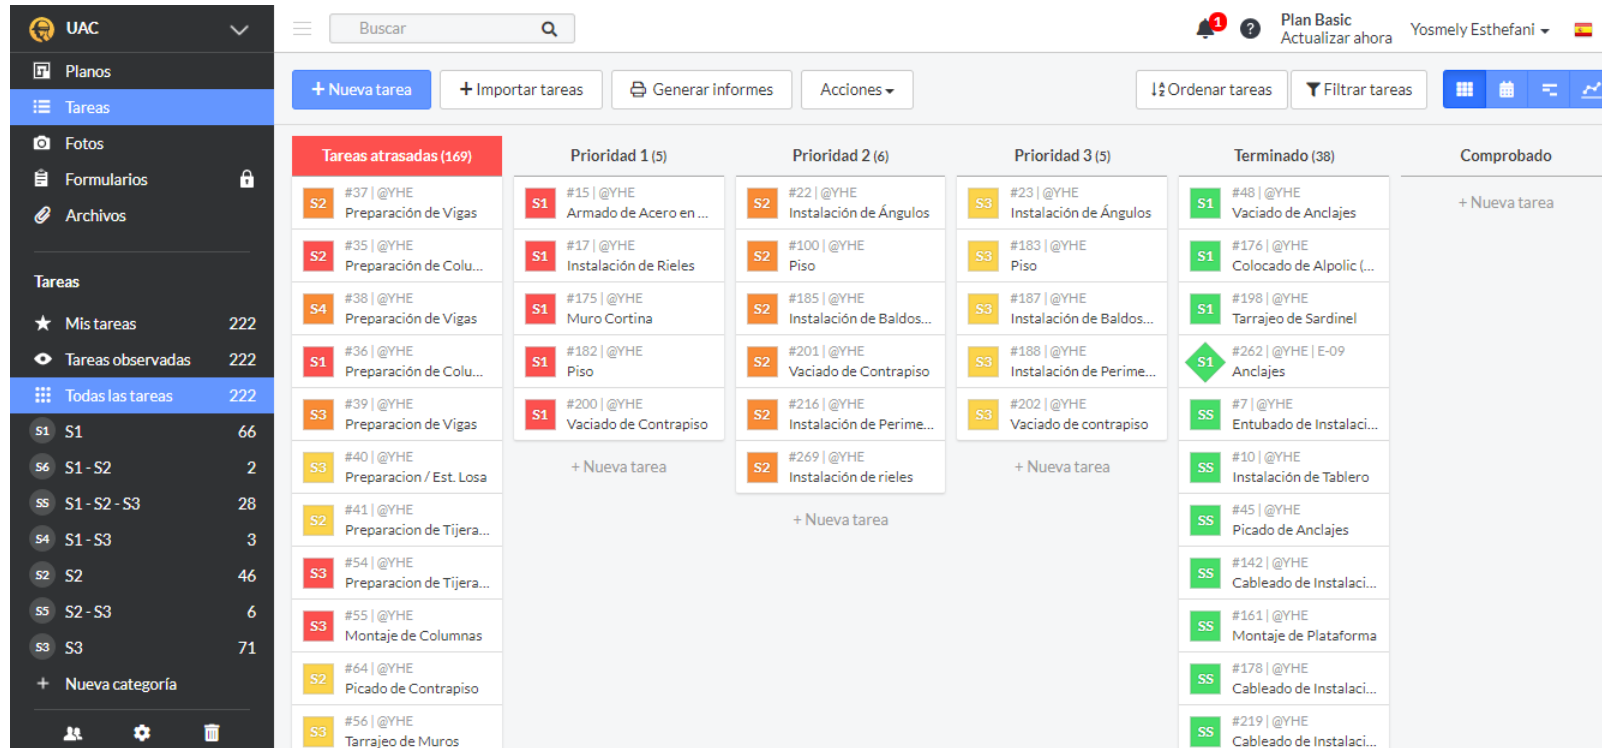 UAC
Buscar
1
?
Plan Basic
Actualizar ahora
Yosmely Esthefani
Planos
Tareas
Fotos
Formularios
Archivos
Tareas
Mis tareas 222
Tareas observadas 222
Todas las tareas 222
S1 S1 66
S6 S1 - S2 2
SS S1 - S2 - S3 28
S4 S1 - S3 3
S2 S2 46
S5 S2 - S3 6
S3 S3 71
+ Nueva categoría
+ Nueva tarea
+ Importar tareas
Generar informes
Acciones
Ordenar tareas
Filtrar tareas
Tareas atrasadas (169)
S2 #37 | @YHE
Preparación de Vigas
S2 #35 | @YHE
Preparación de Colu...
S4 #38 | @YHE
Preparación de Vigas
S1 #36 | @YHE
Preparación de Colu...
S3 #39 | @YHE
Preparacion de Vigas
S3 #40 | @YHE
Preparacion / Est. Losa
S2 #41 | @YHE
Preparacion de Tijera...
S3 #54 | @YHE
Preparacion de Tijera...
S3 #55 | @YHE
Montaje de Columnas
S2 #64 | @YHE
Picado de Contrapiso
S3 #56 | @YHE
Tarrajeo de Muros
Prioridad 1 (5)
S1 #15 | @YHE
Armado de Acero en ...
S1 #17 | @YHE
Instalación de Rieles
S1 #175 | @YHE
Muro Cortina
S1 #182 | @YHE
Piso
S1 #200 | @YHE
Vaciado de Contrapiso
+ Nueva tarea
Prioridad 2 (6)
S2 #22 | @YHE
Instalación de Ángulos
S2 #100 | @YHE
Piso
S2 #185 | @YHE
Instalación de Baldos...
S2 #201 | @YHE
Vaciado de Contrapiso
S2 #216 | @YHE
Instalación de Perime...
S2 #269 | @YHE
Instalación de rieles
+ Nueva tarea
Prioridad 3 (5)
S3 #23 | @YHE
Instalación de Ángulos
S3 #183 | @YHE
Piso
S3 #187 | @YHE
Instalación de Baldos...
S3 #188 | @YHE
Instalación de Perime...
S3 #202 | @YHE
Vaciado de contrapiso
+ Nueva tarea
Terminado (38)
S1 #48 | @YHE
Vaciado de Anclajes
S1 #176 | @YHE
Colocado de Alpolic (...
S1 #198 | @YHE
Tarrajeo de Sardinel
S1 #262 | @YHE | E-09
Anclajes
SS #7 | @YHE
Entubado de Instalaci...
SS #10 | @YHE
Instalación de Tablero
SS #45 | @YHE
Picado de Anclajes
SS #142 | @YHE
Cableado de Instalaci...
SS #161 | @YHE
Montaje de Plataforma
SS #178 | @YHE
Cableado de Instalaci...
SS #219 | @YHE
Cableado de Instalaci...
Comprobado
+ Nueva tarea